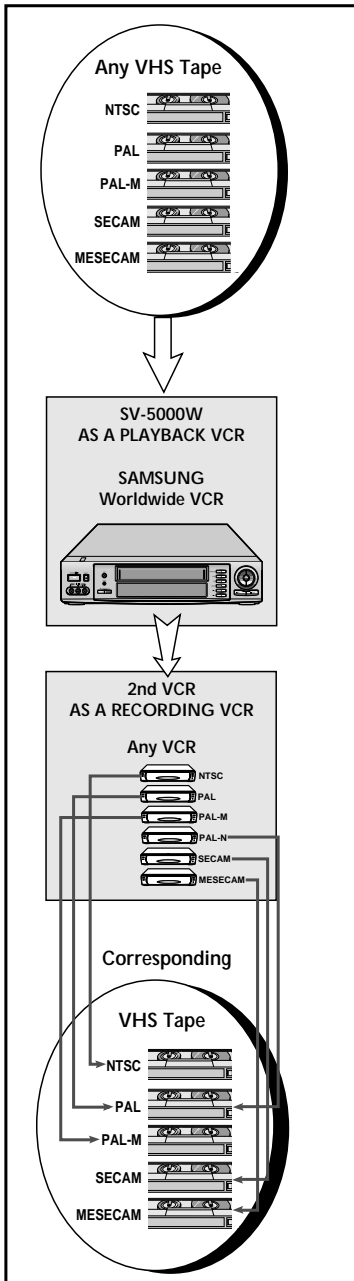 Any VHS Tape
NTSC
PAL
PAL-M
SECAM
MESECAM
SV-5000W
AS A PLAYBACK VCR
SAMSUNG
Worldwide VCR
2nd VCR
AS A RECORDING VCR
Any VCR
NTSC
PAL
PAL-M
PAL-N
SECAM
MESECAM
Corresponding
VHS Tape
NTSC
PAL
PAL-M
SECAM
MESECAM